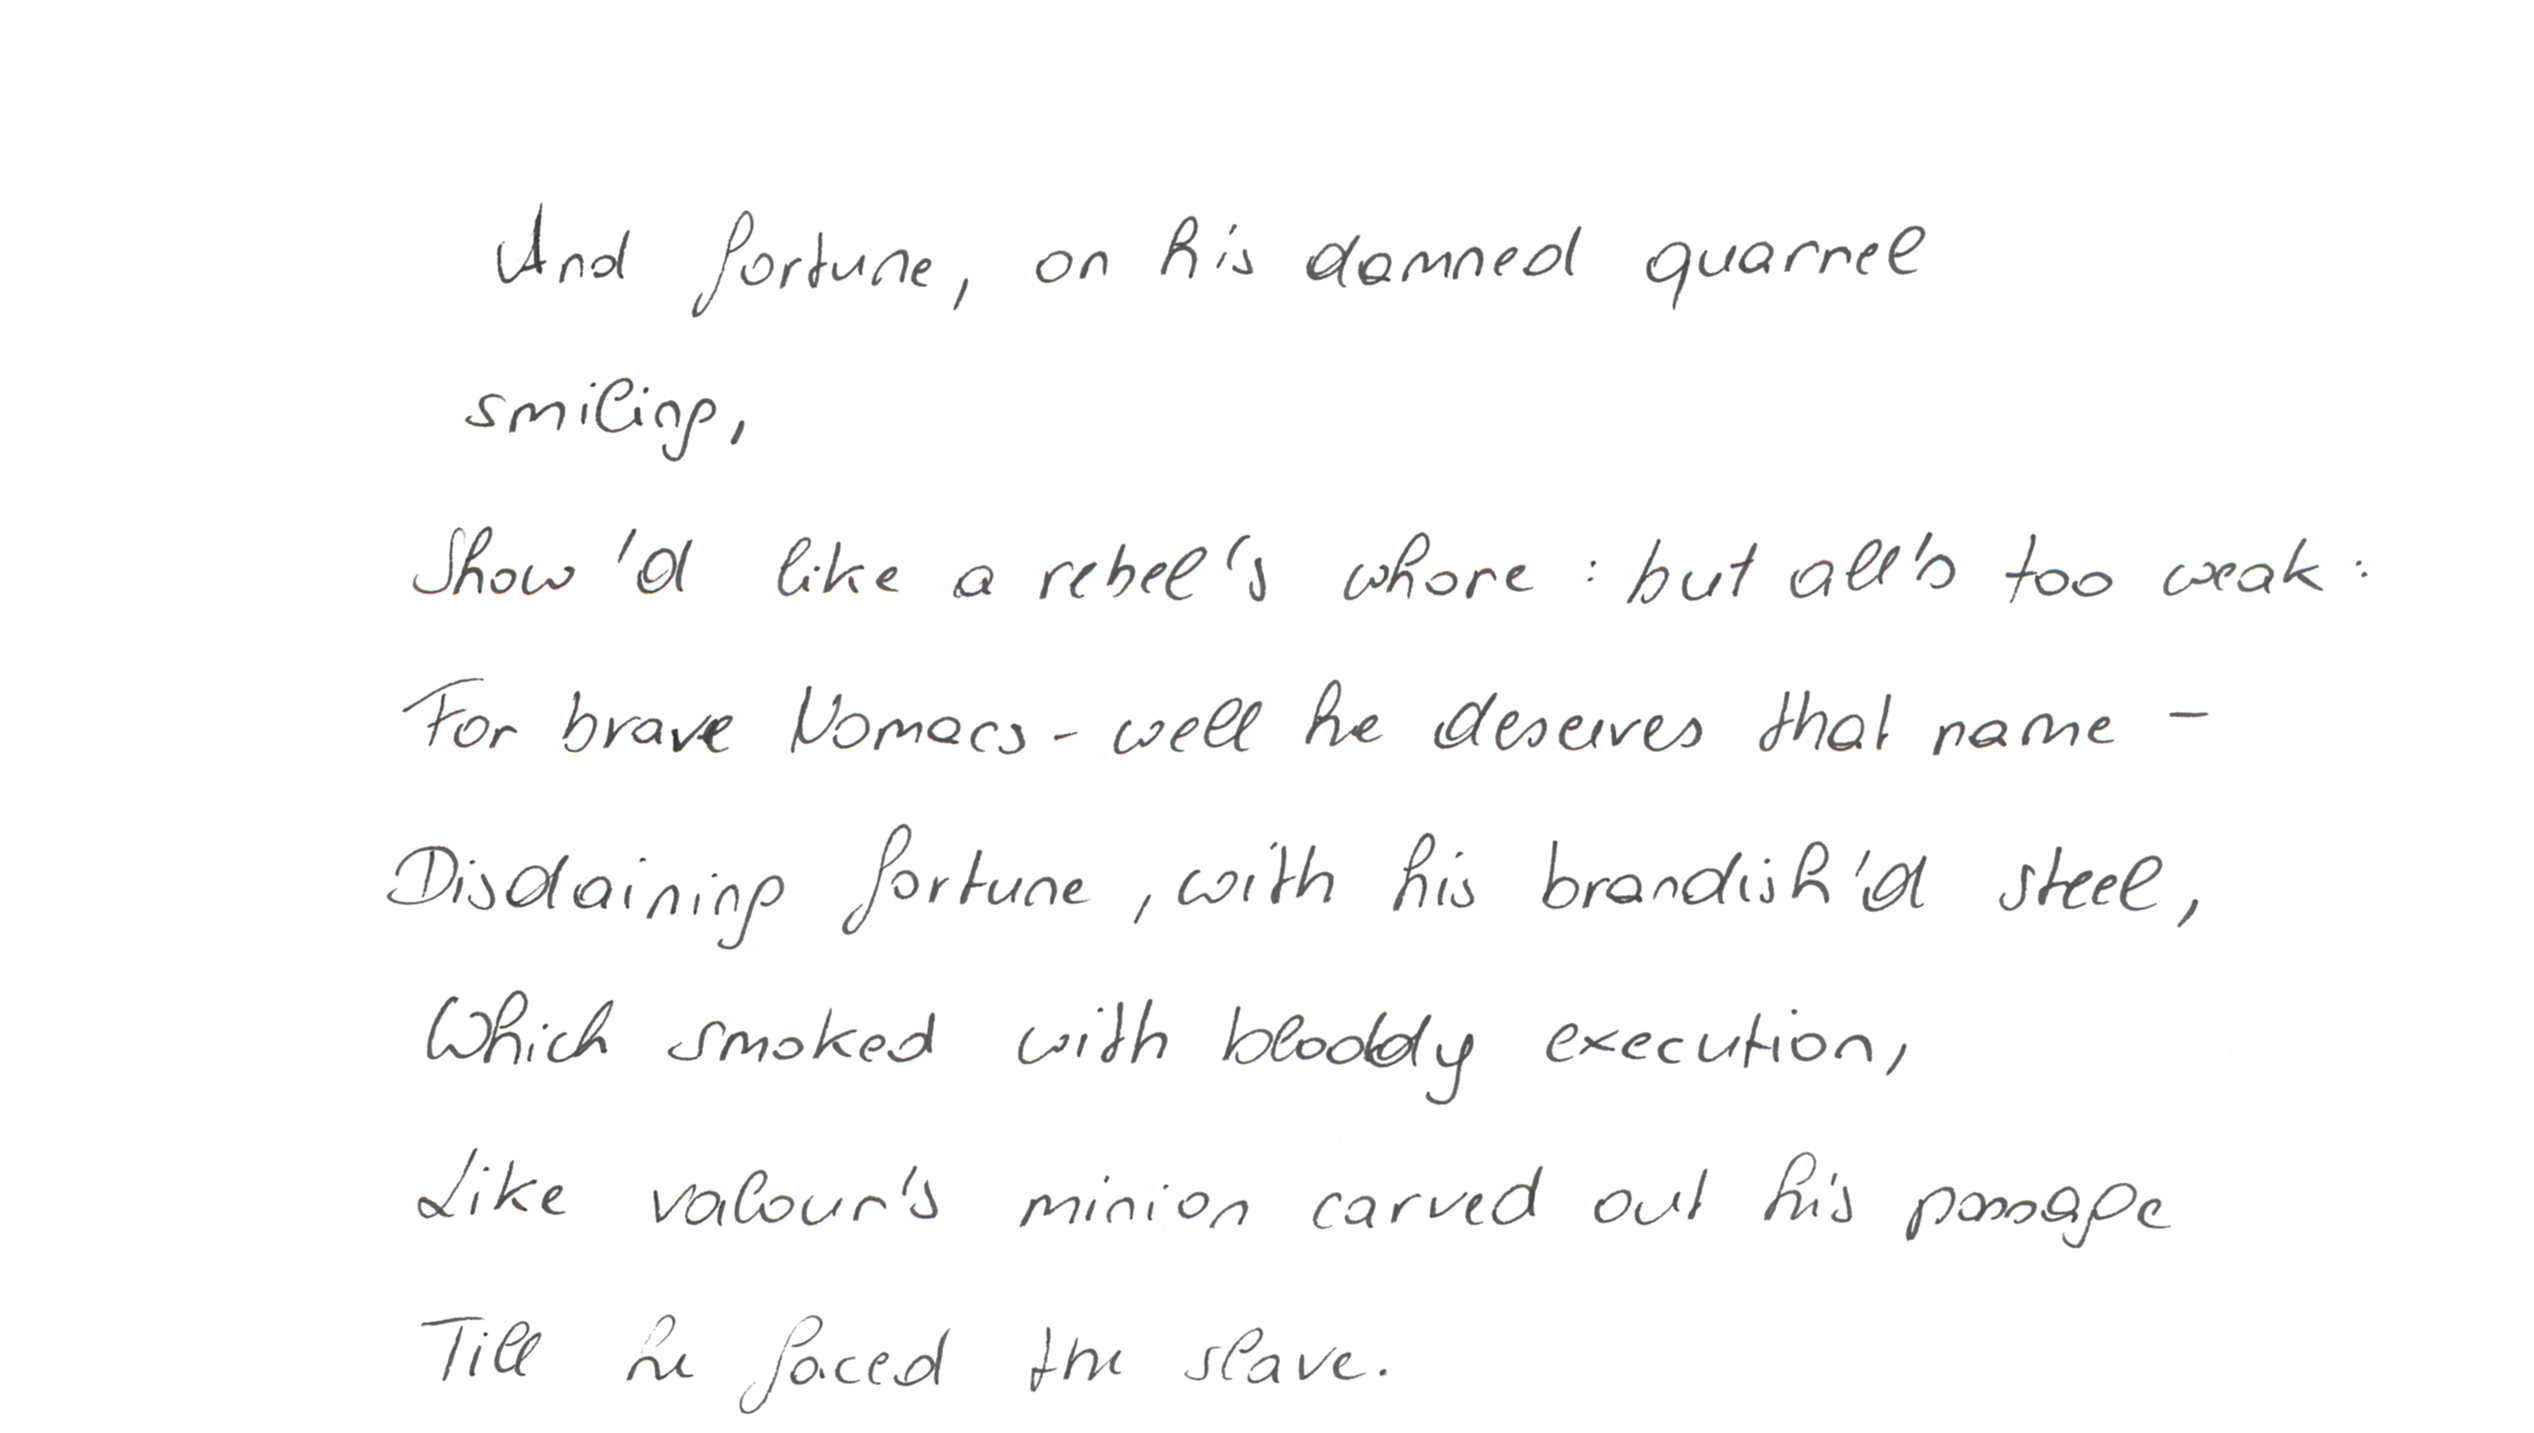 And fortune, on his damned quarrel
smiling,
Show'd like a rebel's whore : but all's too weak :
For brave Nomacs - well he deserves that name -
Disdaining fortune, with his brandish'd steel,
Which smoked with bloody execution,
Like valour's minion carved out his passage
Till he faced the slave.